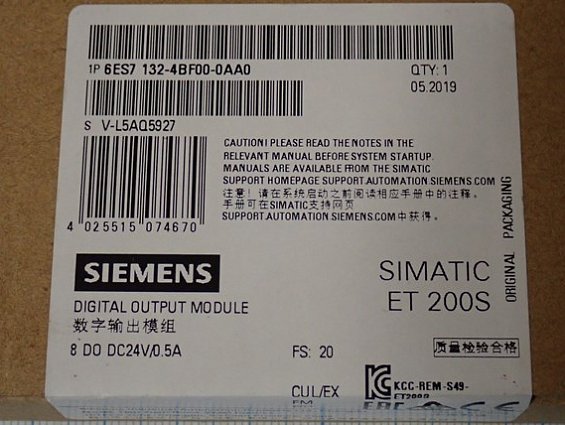 1P 6ES7 132-4BF00-0AA0
QTY: 1
05.2019
S V-L5AQ5927
CAUTION! PLEASE READ THE NOTES IN THE
RELEVANT MANUAL BEFORE SYSTEM STARTUP.
MANUALS ARE AVAILABLE FROM THE SIMATIC
SUPPORT HOMEPAGE SUPPORT.AUTOMATION.SIEMENS.COM
注意! 请在系统启动之前阅读相应手册中的注释。
手册可在SIMATIC支持网页
SUPPORT.AUTOMATION.SIEMENS.COM中获得。
4 025515 074670
ORIGINAL PACKAGING
SIEMENS
SIMATIC
ET 200S
DIGITAL OUTPUT MODULE
数字输出模组
8 DO DC24V/0.5A
FS: 20
质量检验合格
CUL/EX
KCC-REM-S49-
ET200S
FM
EAC
CE